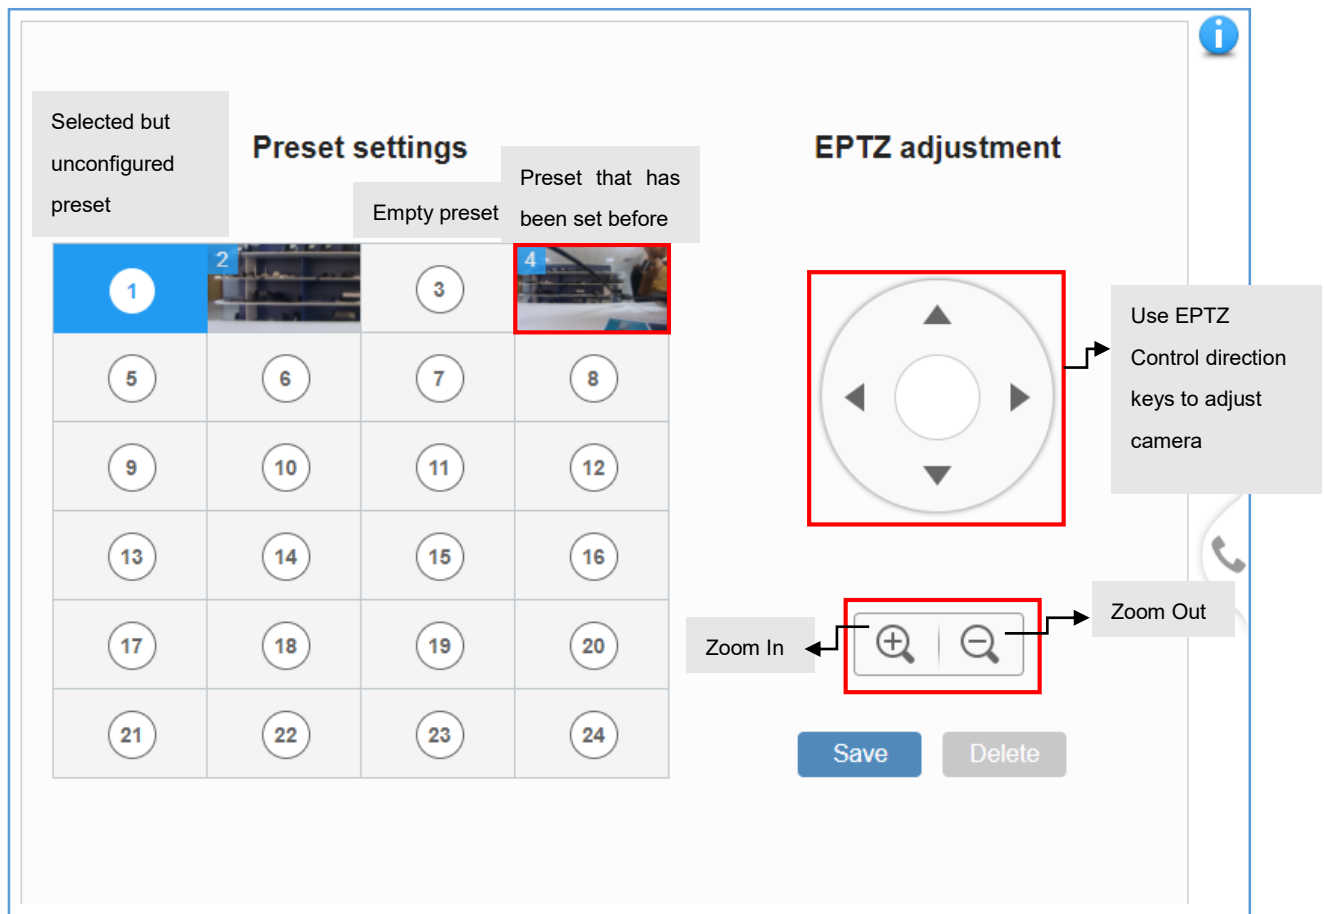 i
Selected but
unconfigured
preset
Preset settings
EPTZ adjustment
Empty preset
Preset that has
been set before
1
2
3
4
5
6
7
8
9
10
11
12
13
14
15
16
17
18
19
20
21
22
23
24
Use EPTZ
Control direction
keys to adjust
camera
Zoom In
Zoom Out
Save
Delete